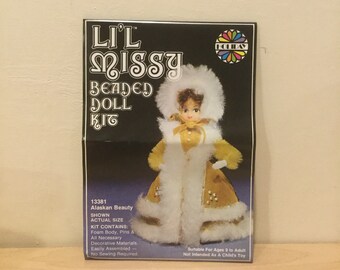 LI'L
MISSY
BEADED
DOLL
KIT
HOLIDAY
13381
Alaskan Beauty
SHOWN
ACTUAL SIZE
KIT CONTAINS:
Foam Body, Pins &
All Necessary
Decorative Materials
Easily Assembled —
No Sewing Required
Suitable For Ages 8 to Adult
Not Intended As A Child's Toy